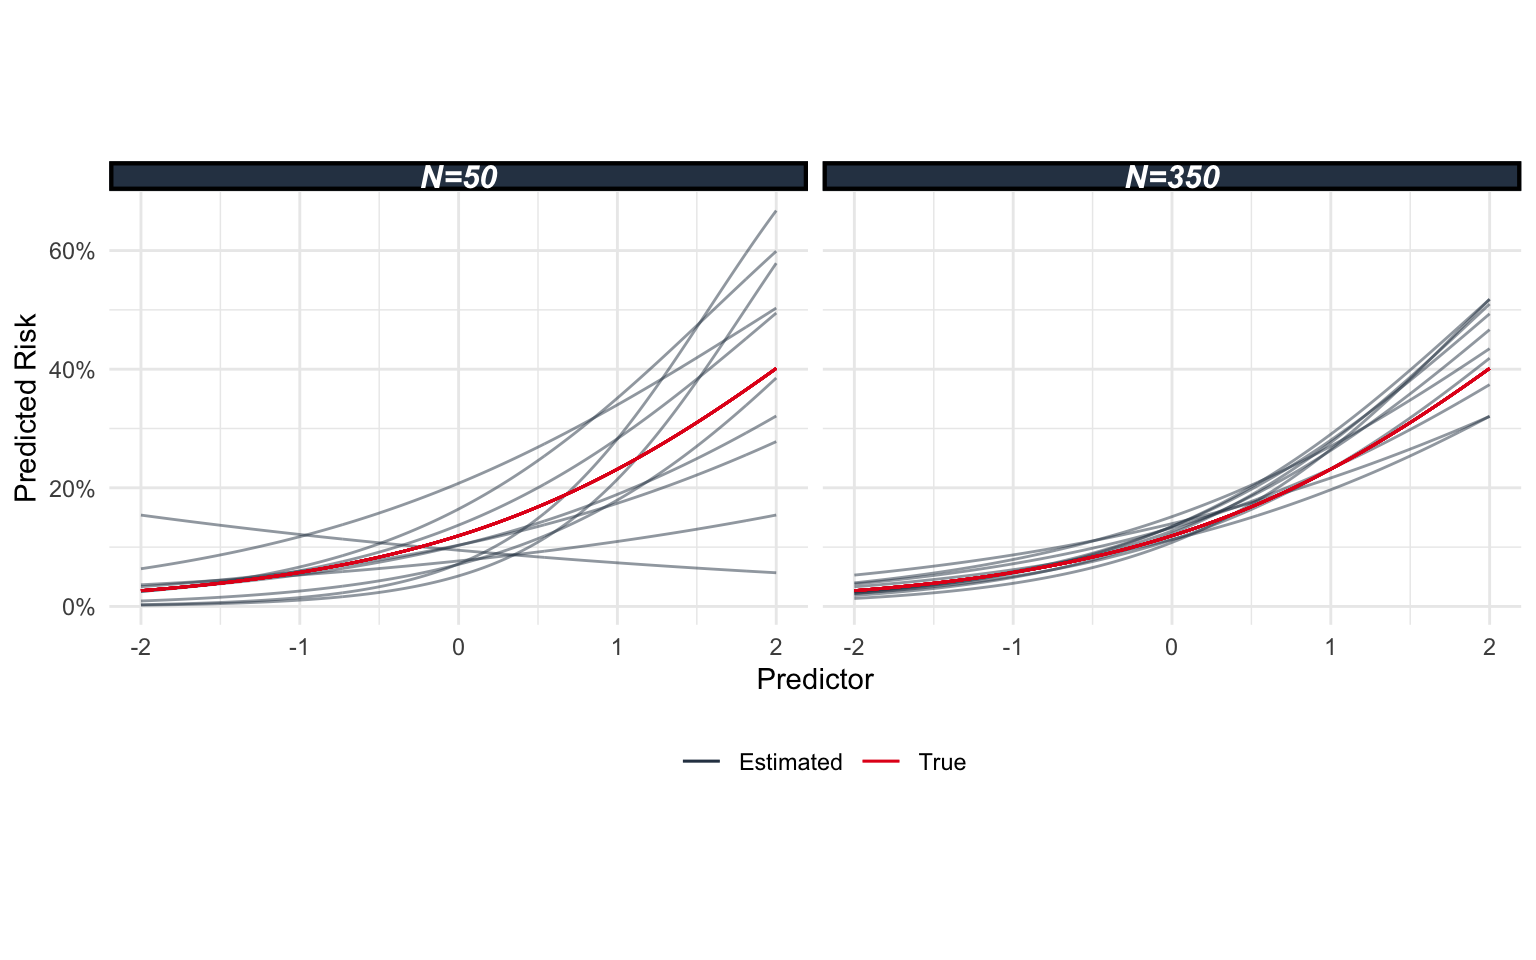 N=50
N=350
Predicted Risk
60%
40%
20%
0%
-2 -1 0 1 2
-2 -1 0 1 2
Predictor
Estimated True